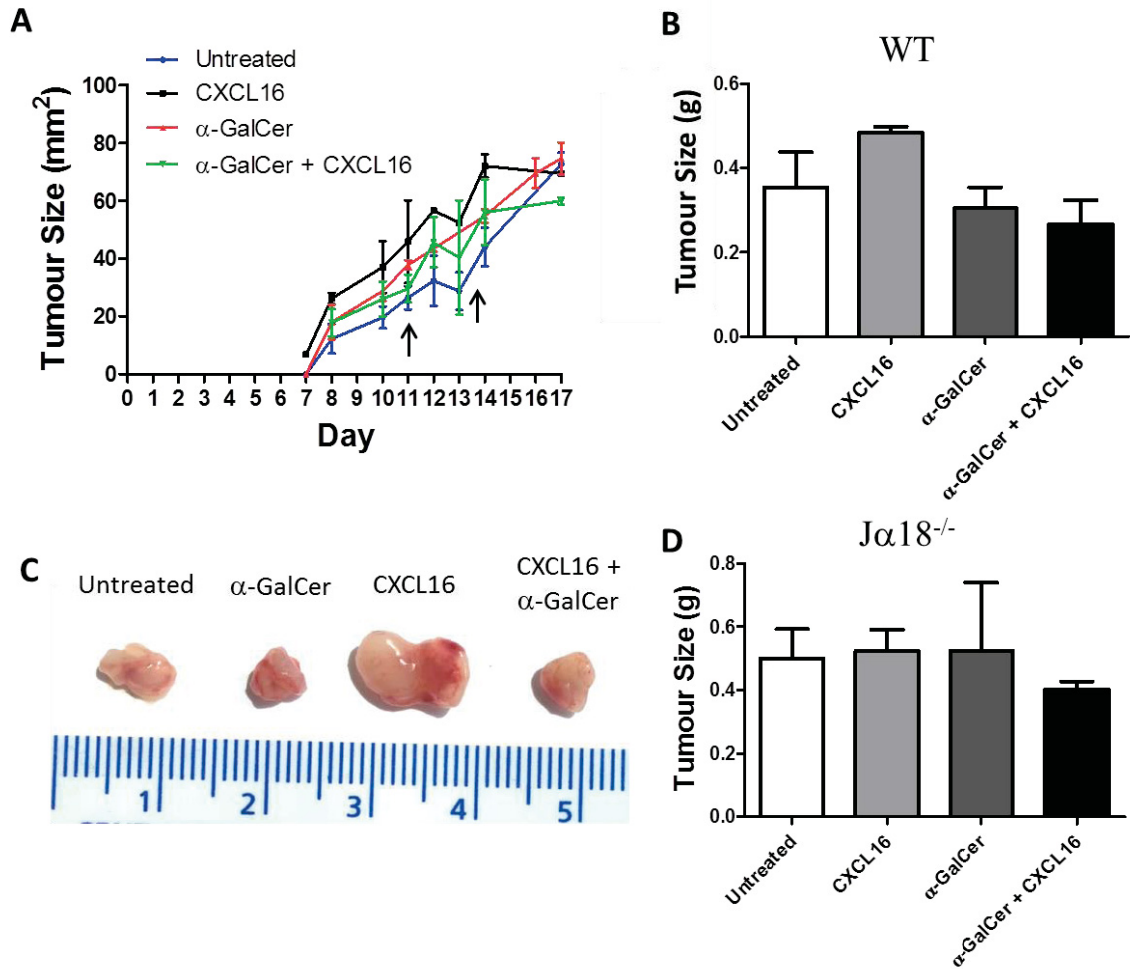 A
Untreated
CXCL16
α-GalCer
α-GalCer + CXCL16
Tumour Size (mm²)
100
80
60
40
20
0
0 1 2 3 4 5 6 7 8 9 10 11 12 13 14 15 16 17
Day
B
WT
Tumour Size (g)
0.6
0.4
0.2
0.0
Untreated
CXCL16
α-GalCer
α-GalCer + CXCL16
C
Untreated
α-GalCer
CXCL16
CXCL16 +
α-GalCer
1 2 3 4 5
D
Jα18⁻/⁻
Tumour Size (g)
0.8
0.6
0.4
0.2
0.0
Untreated
CXCL16
α-GalCer
α-GalCer + CXCL16